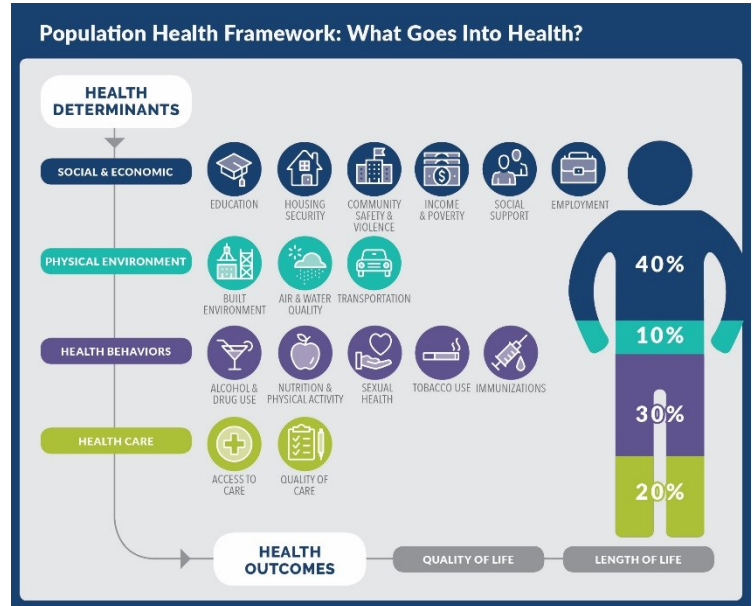 Population Health Framework: What Goes Into Health?
HEALTH
DETERMINANTS
SOCIAL & ECONOMIC
EDUCATION
HOUSING
SECURITY
COMMUNITY
SAFETY &
VIOLENCE
INCOME
& POVERTY
SOCIAL
SUPPORT
EMPLOYMENT
40%
PHYSICAL ENVIRONMENT
BUILT
ENVIRONMENT
AIR & WATER
QUALITY
TRANSPORTATION
10%
HEALTH BEHAVIORS
ALCOHOL &
DRUG USE
NUTRITION &
PHYSICAL ACTIVITY
SEXUAL
HEALTH
TOBACCO USE
IMMUNIZATIONS
30%
HEALTH CARE
ACCESS TO
CARE
QUALITY OF
CARE
20%
HEALTH
OUTCOMES
QUALITY OF LIFE
LENGTH OF LIFE